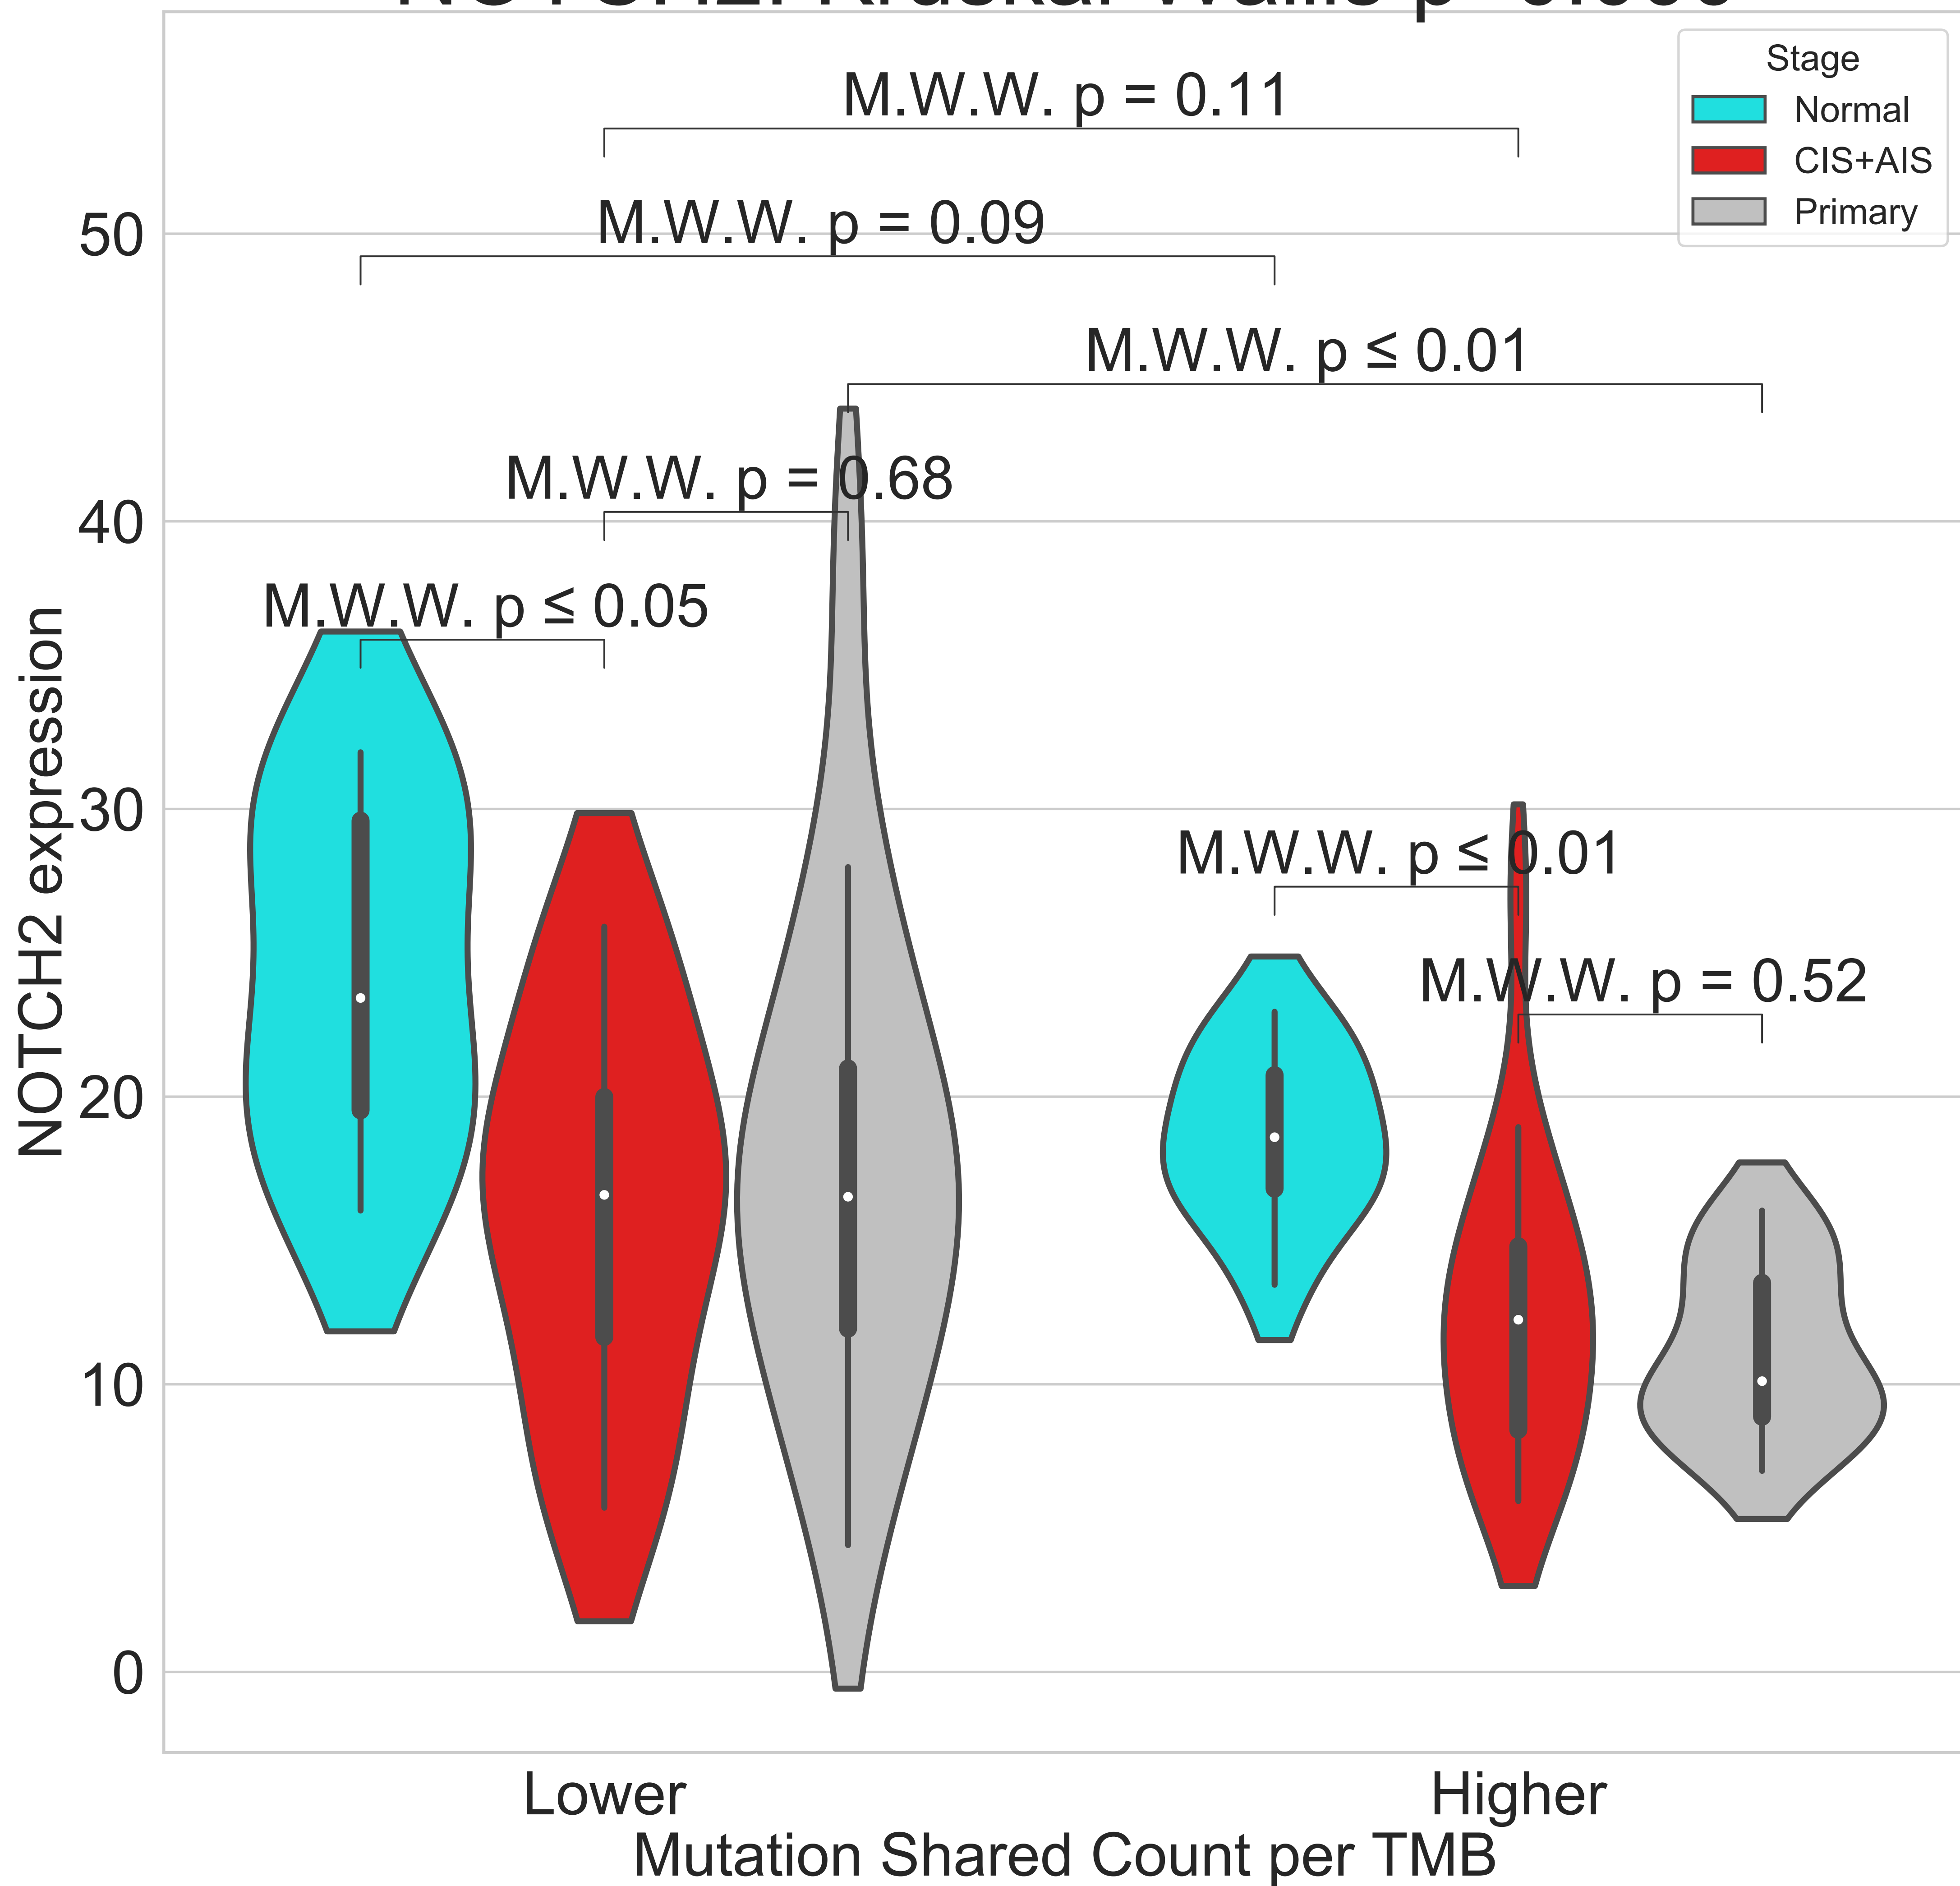 Stage
Normal
CIS+AIS
Primary
M.W.W. p = 0.11
M.W.W. p = 0.09
M.W.W. p ≤ 0.01
M.W.W. p = 0.68
M.W.W. p ≤ 0.05
M.W.W. p ≤ 0.01
M.W.W. p = 0.52
NOTCH2 expression
50
40
30
20
10
0
Lower
Higher
Mutation Shared Count per TMB